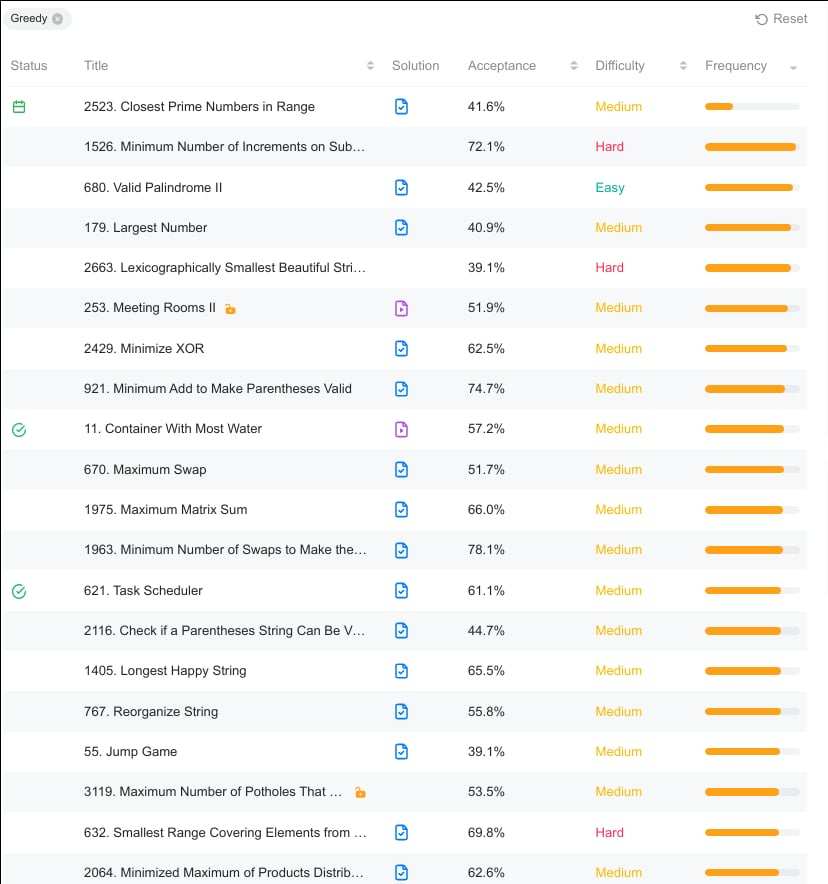 Greedy
Reset
Status Title Solution Acceptance Difficulty Frequency
2523. Closest Prime Numbers in Range 41.6% Medium
1526. Minimum Number of Increments on Sub… 72.1% Hard
680. Valid Palindrome II 42.5% Easy
179. Largest Number 40.9% Medium
2663. Lexicographically Smallest Beautiful Stri… 39.1% Hard
253. Meeting Rooms II 51.9% Medium
2429. Minimize XOR 62.5% Medium
921. Minimum Add to Make Parentheses Valid 74.7% Medium
11. Container With Most Water 57.2% Medium
670. Maximum Swap 51.7% Medium
1975. Maximum Matrix Sum 66.0% Medium
1963. Minimum Number of Swaps to Make the… 78.1% Medium
621. Task Scheduler 61.1% Medium
2116. Check if a Parentheses String Can Be V… 44.7% Medium
1405. Longest Happy String 65.5% Medium
767. Reorganize String 55.8% Medium
55. Jump Game 39.1% Medium
3119. Maximum Number of Potholes That … 53.5% Medium
632. Smallest Range Covering Elements from … 69.8% Hard
2064. Minimized Maximum of Products Distrib… 62.6% Medium